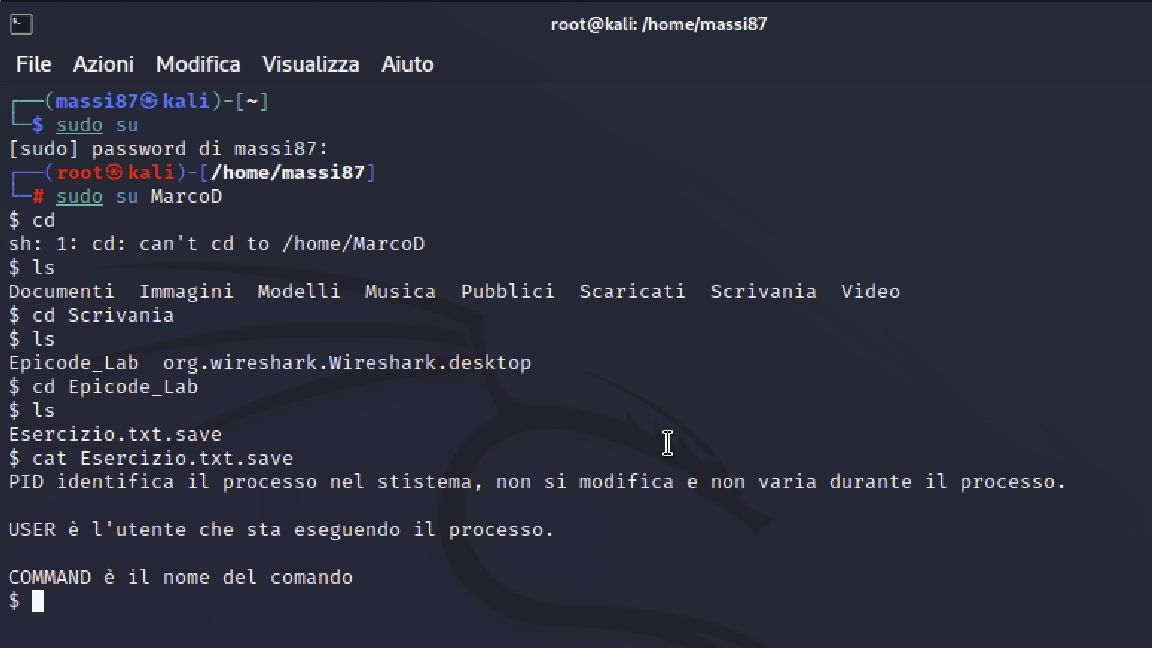 root@kali: /home/massi87
File Azioni Modifica Visualizza Aiuto
┌──(massi87㉿kali)-[~]
└─$ sudo su
[sudo] password di massi87:
┌──(root㉿kali)-[/home/massi87]
└─# sudo su MarcoD
$ cd
sh: 1: cd: can't cd to /home/MarcoD
$ ls
Documenti  Immagini  Modelli  Musica  Pubblici  Scaricati  Scrivania  Video
$ cd Scrivania
$ ls
Epicode_Lab  org.wireshark.Wireshark.desktop
$ cd Epicode_Lab
$ ls
Esercizio.txt.save
$ cat Esercizio.txt.save
PID identifica il processo nel stistema, non si modifica e non varia durante il processo.
USER è l'utente che sta eseguendo il processo.
COMMAND è il nome del comando
$